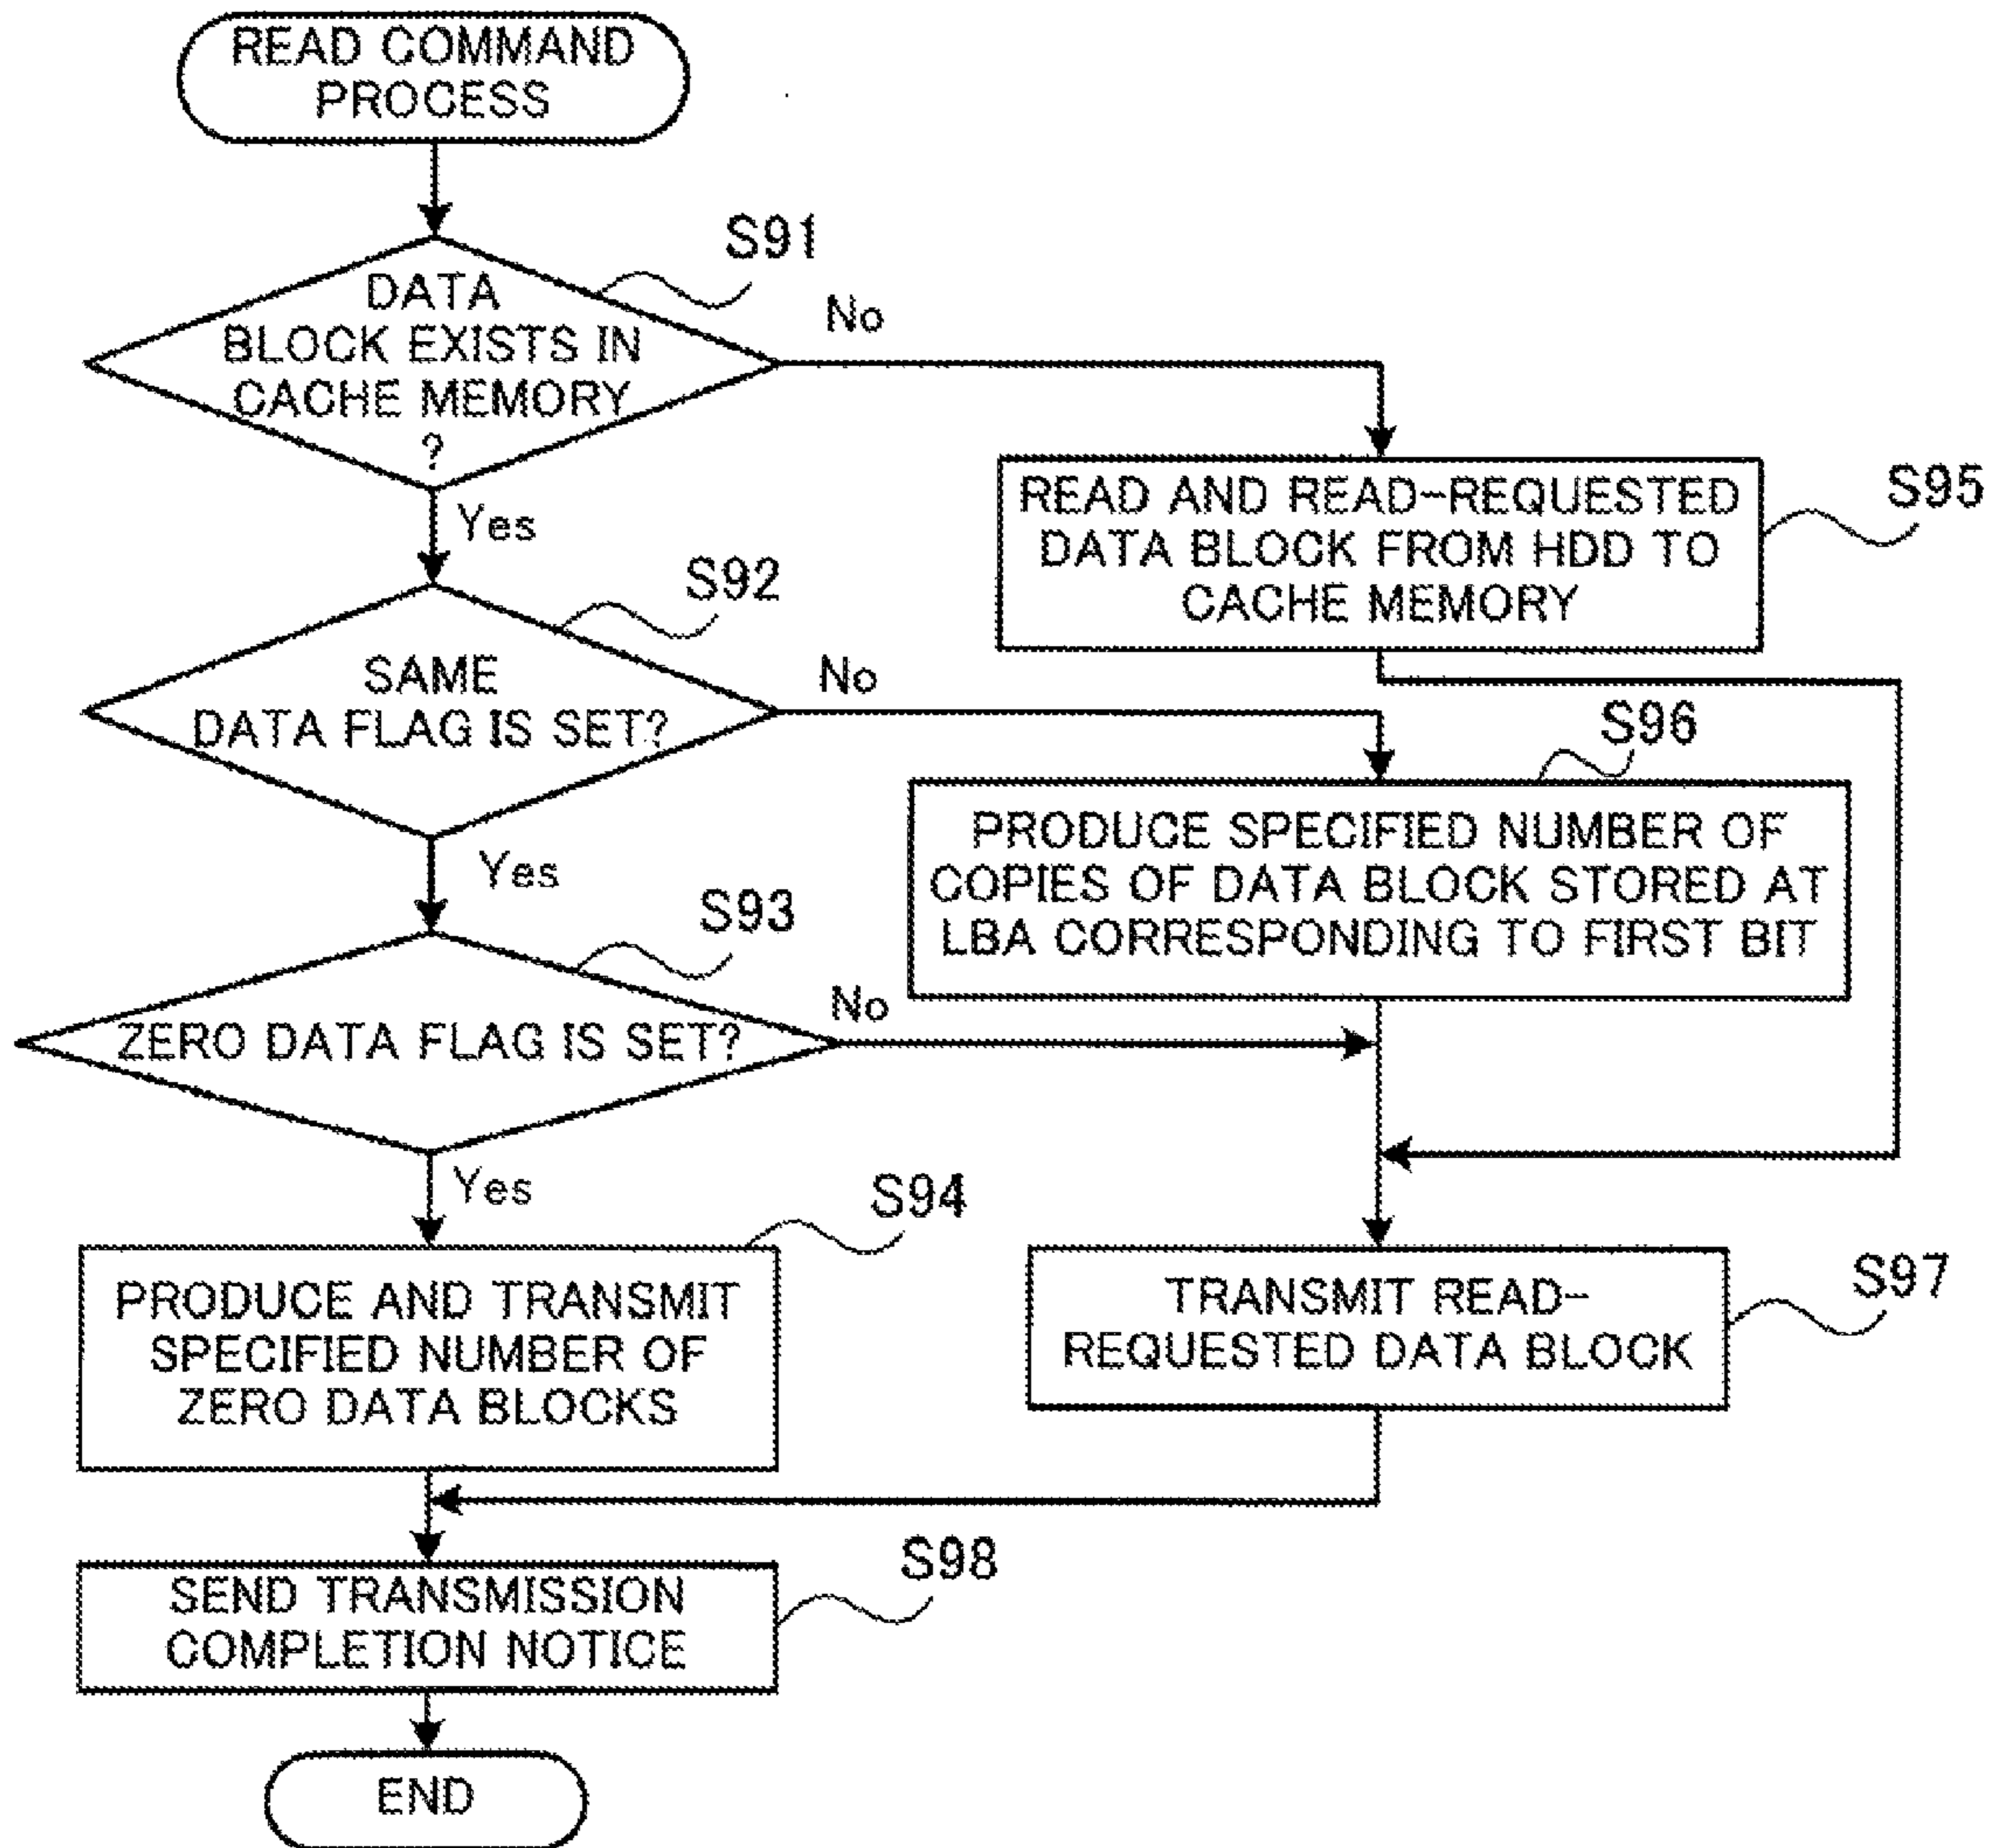 READ COMMAND
PROCESS
S91
DATA
BLOCK EXISTS IN
CACHE MEMORY
?
No
Yes
S95
READ AND READ-REQUESTED
DATA BLOCK FROM HDD TO
CACHE MEMORY
S92
SAME
DATA FLAG IS SET?
No
Yes
S96
PRODUCE SPECIFIED NUMBER OF
COPIES OF DATA BLOCK STORED AT
LBA CORRESPONDING TO FIRST BIT
S93
ZERO DATA FLAG IS SET?
No
Yes
S94
PRODUCE AND TRANSMIT
SPECIFIED NUMBER OF
ZERO DATA BLOCKS
S97
TRANSMIT READ-
REQUESTED DATA BLOCK
S98
SEND TRANSMISSION
COMPLETION NOTICE
END